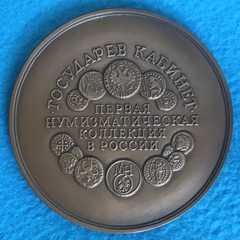 ГОСУДАРЕВ КАБИНЕТ
ПЕРВАЯ
НУМИЗМАТИЧЕСКАЯ
КОЛЛЕКЦИЯ
В РОССИИ